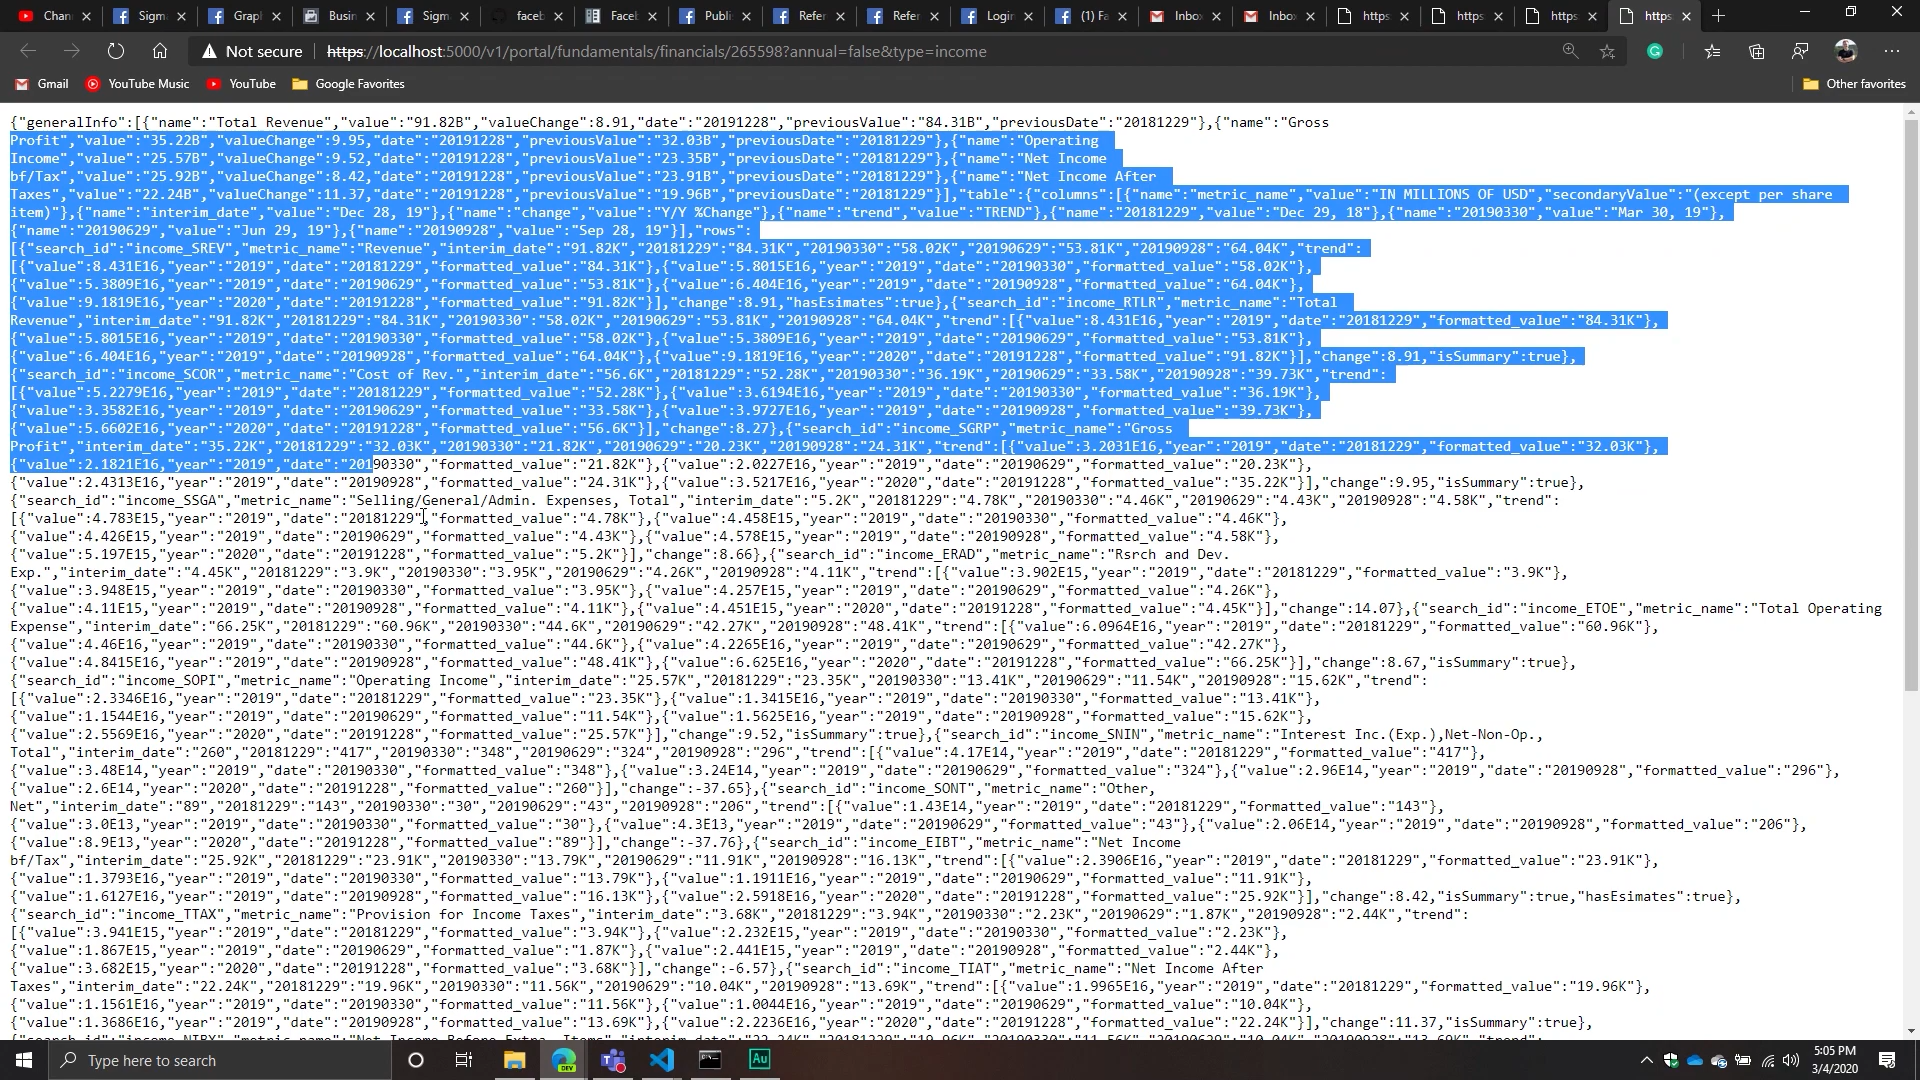 Chan
Sigma
Graph
Busin
Sigm
faceb
Faceb
Publis
Refer
Refer
Login
(1) Fa
Inbox
Inbox
https
https
https
https
Not secure
https://localhost:5000/v1/portal/fundamentals/financials/265598?annual=false&type=income
Gmail
YouTube Music
YouTube
Google Favorites
Other favorites
{"generalInfo":[{"name":"Total Revenue","value":"91.82B","valueChange":8.91,"date":"20191228","previousValue":"84.31B","previousDate":"20181229"},{"name":"Gross
Profit","value":"35.22B","valueChange":9.95,"date":"20191228","previousValue":"32.03B","previousDate":"20181229"},{"name":"Operating
Income","value":"25.57B","valueChange":9.52,"date":"20191228","previousValue":"23.35B","previousDate":"20181229"},{"name":"Net Income
bf/Tax","value":"25.92B","valueChange":8.42,"date":"20191228","previousValue":"23.91B","previousDate":"20181229"},{"name":"Net Income After
Taxes","value":"22.24B","valueChange":11.37,"date":"20191228","previousValue":"19.96B","previousDate":"20181229"}],"table":{"columns":[{"name":"metric_name","value":"IN MILLIONS OF USD","secondaryValue":"(except per share
item)"},{"name":"interim_date","value":"Dec 28, 19"},{"name":"change","value":"Y/Y %Change"},{"name":"trend","value":"TREND"},{"name":"20181229","value":"Dec 29, 18"},{"name":"20190330","value":"Mar 30, 19"},
{"name":"20190629","value":"Jun 29, 19"},{"name":"20190928","value":"Sep 28, 19"}],"rows":
[{"search_id":"income_SREV","metric_name":"Revenue","interim_date":"91.82K","20181229":"84.31K","20190330":"58.02K","20190629":"53.81K","20190928":"64.04K","trend":
[{"value":8.431E16,"year":"2019","date":"20181229","formatted_value":"84.31K"},{"value":5.8015E16,"year":"2019","date":"20190330","formatted_value":"58.02K"},
{"value":5.3809E16,"year":"2019","date":"20190629","formatted_value":"53.81K"},{"value":6.404E16,"year":"2019","date":"20190928","formatted_value":"64.04K"},
{"value":9.1819E16,"year":"2020","date":"20191228","formatted_value":"91.82K"}],"change":8.91,"hasEsimates":true},{"search_id":"income_RTLR","metric_name":"Total
Revenue","interim_date":"91.82K","20181229":"84.31K","20190330":"58.02K","20190629":"53.81K","20190928":"64.04K","trend":[{"value":8.431E16,"year":"2019","date":"20181229","formatted_value":"84.31K"},
{"value":5.8015E16,"year":"2019","date":"20190330","formatted_value":"58.02K"},{"value":5.3809E16,"year":"2019","date":"20190629","formatted_value":"53.81K"},
{"value":6.404E16,"year":"2019","date":"20190928","formatted_value":"64.04K"},{"value":9.1819E16,"year":"2020","date":"20191228","formatted_value":"91.82K"}],"change":8.91,"isSummary":true},
{"search_id":"income_SCOR","metric_name":"Cost of Rev.","interim_date":"56.6K","20181229":"52.28K","20190330":"36.19K","20190629":"33.58K","20190928":"39.73K","trend":
[{"value":5.2279E16,"year":"2019","date":"20181229","formatted_value":"52.28K"},{"value":3.6194E16,"year":"2019","date":"20190330","formatted_value":"36.19K"},
{"value":3.3582E16,"year":"2019","date":"20190629","formatted_value":"33.58K"},{"value":3.9727E16,"year":"2019","date":"20190928","formatted_value":"39.73K"},
{"value":5.6602E16,"year":"2020","date":"20191228","formatted_value":"56.6K"}],"change":8.27},{"search_id":"income_SGRP","metric_name":"Gross
Profit","interim_date":"35.22K","20181229":"32.03K","20190330":"21.82K","20190629":"20.23K","20190928":"24.31K","trend":[{"value":3.2031E16,"year":"2019","date":"20181229","formatted_value":"32.03K"},
{"value":2.1821E16,"year":"2019","date":"20190330","formatted_value":"21.82K"},{"value":2.0227E16,"year":"2019","date":"20190629","formatted_value":"20.23K"},
{"value":2.4313E16,"year":"2019","date":"20190928","formatted_value":"24.31K"},{"value":3.5217E16,"year":"2020","date":"20191228","formatted_value":"35.22K"}],"change":9.95,"isSummary":true},
{"search_id":"income_SSGA","metric_name":"Selling/General/Admin. Expenses, Total","interim_date":"5.2K","20181229":"4.78K","20190330":"4.46K","20190629":"4.43K","20190928":"4.58K","trend":
[{"value":4.783E15,"year":"2019","date":"20181229","formatted_value":"4.78K"},{"value":4.458E15,"year":"2019","date":"20190330","formatted_value":"4.46K"},
{"value":4.426E15,"year":"2019","date":"20190629","formatted_value":"4.43K"},{"value":4.578E15,"year":"2019","date":"20190928","formatted_value":"4.58K"},
{"value":5.197E15,"year":"2020","date":"20191228","formatted_value":"5.2K"}],"change":8.66},{"search_id":"income_ERAD","metric_name":"Rsrch and Dev.
Exp.","interim_date":"4.45K","20181229":"3.9K","20190330":"3.95K","20190629":"4.26K","20190928":"4.11K","trend":[{"value":3.902E15,"year":"2019","date":"20181229","formatted_value":"3.9K"},
{"value":3.948E15,"year":"2019","date":"20190330","formatted_value":"3.95K"},{"value":4.257E15,"year":"2019","date":"20190629","formatted_value":"4.26K"},
{"value":4.11E15,"year":"2019","date":"20190928","formatted_value":"4.11K"},{"value":4.451E15,"year":"2020","date":"20191228","formatted_value":"4.45K"}],"change":14.07},{"search_id":"income_ETOE","metric_name":"Total Operating
Expense","interim_date":"66.25K","20181229":"60.96K","20190330":"44.6K","20190629":"42.27K","20190928":"48.41K","trend":[{"value":6.0964E16,"year":"2019","date":"20181229","formatted_value":"60.96K"},
{"value":4.46E16,"year":"2019","date":"20190330","formatted_value":"44.6K"},{"value":4.2265E16,"year":"2019","date":"20190629","formatted_value":"42.27K"},
{"value":4.8415E16,"year":"2019","date":"20190928","formatted_value":"48.41K"},{"value":6.625E16,"year":"2020","date":"20191228","formatted_value":"66.25K"}],"change":8.67,"isSummary":true},
{"search_id":"income_SOPI","metric_name":"Operating Income","interim_date":"25.57K","20181229":"23.35K","20190330":"13.41K","20190629":"11.54K","20190928":"15.62K","trend":
[{"value":2.3346E16,"year":"2019","date":"20181229","formatted_value":"23.35K"},{"value":1.3415E16,"year":"2019","date":"20190330","formatted_value":"13.41K"},
{"value":1.1544E16,"year":"2019","date":"20190629","formatted_value":"11.54K"},{"value":1.5625E16,"year":"2019","date":"20190928","formatted_value":"15.62K"},
{"value":2.5569E16,"year":"2020","date":"20191228","formatted_value":"25.57K"}],"change":9.52,"isSummary":true},{"search_id":"income_SNIN","metric_name":"Interest Inc.(Exp.),Net-Non-Op.,
Total","interim_date":"260","20181229":"417","20190330":"348","20190629":"324","20190928":"296","trend":[{"value":4.17E14,"year":"2019","date":"20181229","formatted_value":"417"},
{"value":3.48E14,"year":"2019","date":"20190330","formatted_value":"348"},{"value":3.24E14,"year":"2019","date":"20190629","formatted_value":"324"},{"value":2.96E14,"year":"2019","date":"20190928","formatted_value":"296"},
{"value":2.6E14,"year":"2020","date":"20191228","formatted_value":"260"}],"change":-37.65},{"search_id":"income_SONT","metric_name":"Other,
Net","interim_date":"89","20181229":"143","20190330":"30","20190629":"43","20190928":"206","trend":[{"value":1.43E14,"year":"2019","date":"20181229","formatted_value":"143"},
{"value":3.0E13,"year":"2019","date":"20190330","formatted_value":"30"},{"value":4.3E13,"year":"2019","date":"20190629","formatted_value":"43"},{"value":2.06E14,"year":"2019","date":"20190928","formatted_value":"206"},
{"value":8.9E13,"year":"2020","date":"20191228","formatted_value":"89"}],"change":-37.76},{"search_id":"income_EIBT","metric_name":"Net Income
bf/Tax","interim_date":"25.92K","20181229":"23.91K","20190330":"13.79K","20190629":"11.91K","20190928":"16.13K","trend":[{"value":2.3906E16,"year":"2019","date":"20181229","formatted_value":"23.91K"},
{"value":1.3793E16,"year":"2019","date":"20190330","formatted_value":"13.79K"},{"value":1.1911E16,"year":"2019","date":"20190629","formatted_value":"11.91K"},
{"value":1.6127E16,"year":"2019","date":"20190928","formatted_value":"16.13K"},{"value":2.5918E16,"year":"2020","date":"20191228","formatted_value":"25.92K"}],"change":8.42,"isSummary":true,"hasEsimates":true},
{"search_id":"income_TTAX","metric_name":"Provision for Income Taxes","interim_date":"3.68K","20181229":"3.94K","20190330":"2.23K","20190629":"1.87K","20190928":"2.44K","trend":
[{"value":3.941E15,"year":"2019","date":"20181229","formatted_value":"3.94K"},{"value":2.232E15,"year":"2019","date":"20190330","formatted_value":"2.23K"},
{"value":1.867E15,"year":"2019","date":"20190629","formatted_value":"1.87K"},{"value":2.441E15,"year":"2019","date":"20190928","formatted_value":"2.44K"},
{"value":3.682E15,"year":"2020","date":"20191228","formatted_value":"3.68K"}],"change":-6.57},{"search_id":"income_TIAT","metric_name":"Net Income After
Taxes","interim_date":"22.24K","20181229":"19.96K","20190330":"11.56K","20190629":"10.04K","20190928":"13.69K","trend":[{"value":1.9965E16,"year":"2019","date":"20181229","formatted_value":"19.96K"},
{"value":1.1561E16,"year":"2019","date":"20190330","formatted_value":"11.56K"},{"value":1.0044E16,"year":"2019","date":"20190629","formatted_value":"10.04K"},
{"value":1.3686E16,"year":"2019","date":"20190928","formatted_value":"13.69K"},{"value":2.2236E16,"year":"2020","date":"20191228","formatted_value":"22.24K"}],"change":11.37,"isSummary":true},
Type here to search
DEV
Au
5:05 PM
3/4/2020